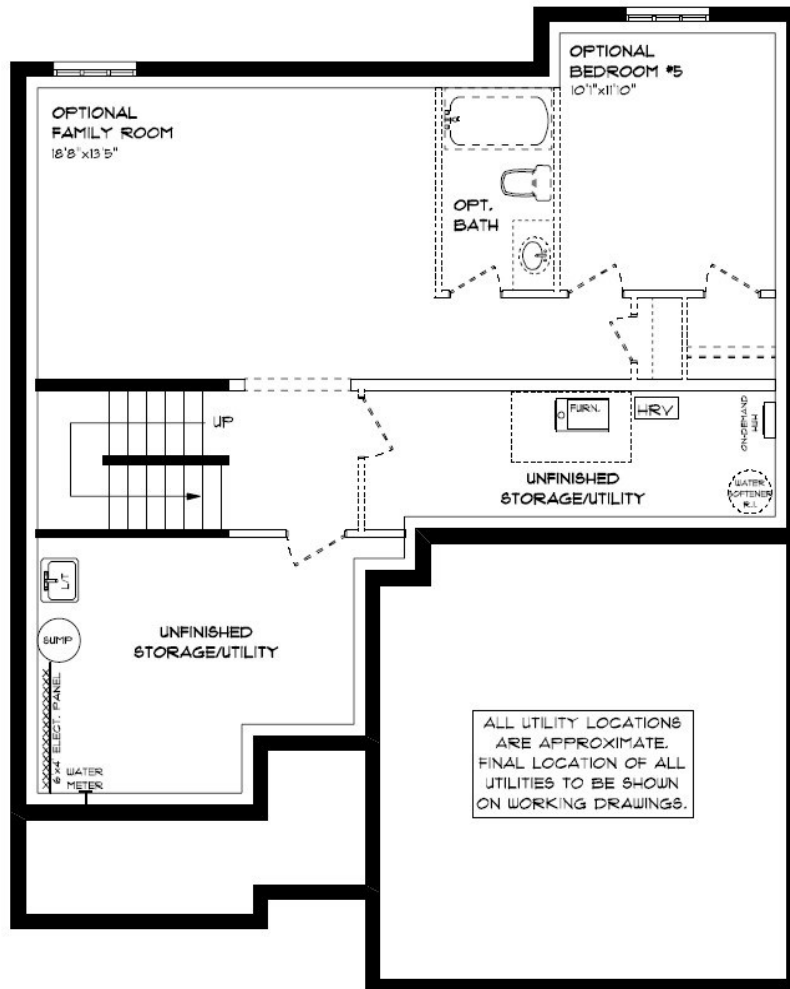 OPTIONAL
BEDROOM #5
10'1"x11'10"
OPTIONAL
FAMILY ROOM
18'8"x13'5"
OPT.
BATH
UP
FURN.
HRV
ON-DEMAND
HWH
UNFINISHED
STORAGE/UTILITY
WATER
SOFTENER
R.I.
L/T
SUMP
UNFINISHED
STORAGE/UTILITY
6'x4' ELECT. PANEL
WATER
METER
ALL UTILITY LOCATIONS
ARE APPROXIMATE.
FINAL LOCATION OF ALL
UTILITIES TO BE SHOWN
ON WORKING DRAWINGS.